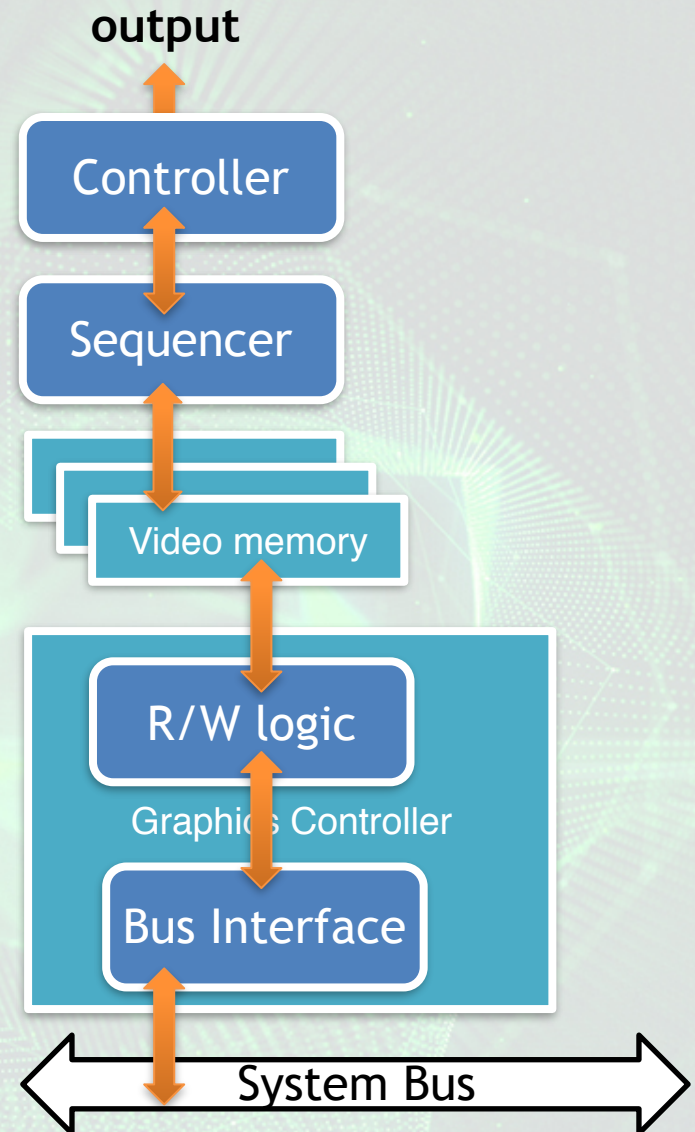 output
Controller
Sequencer
Video memory
R/W logic
Graphics Controller
Bus Interface
System Bus